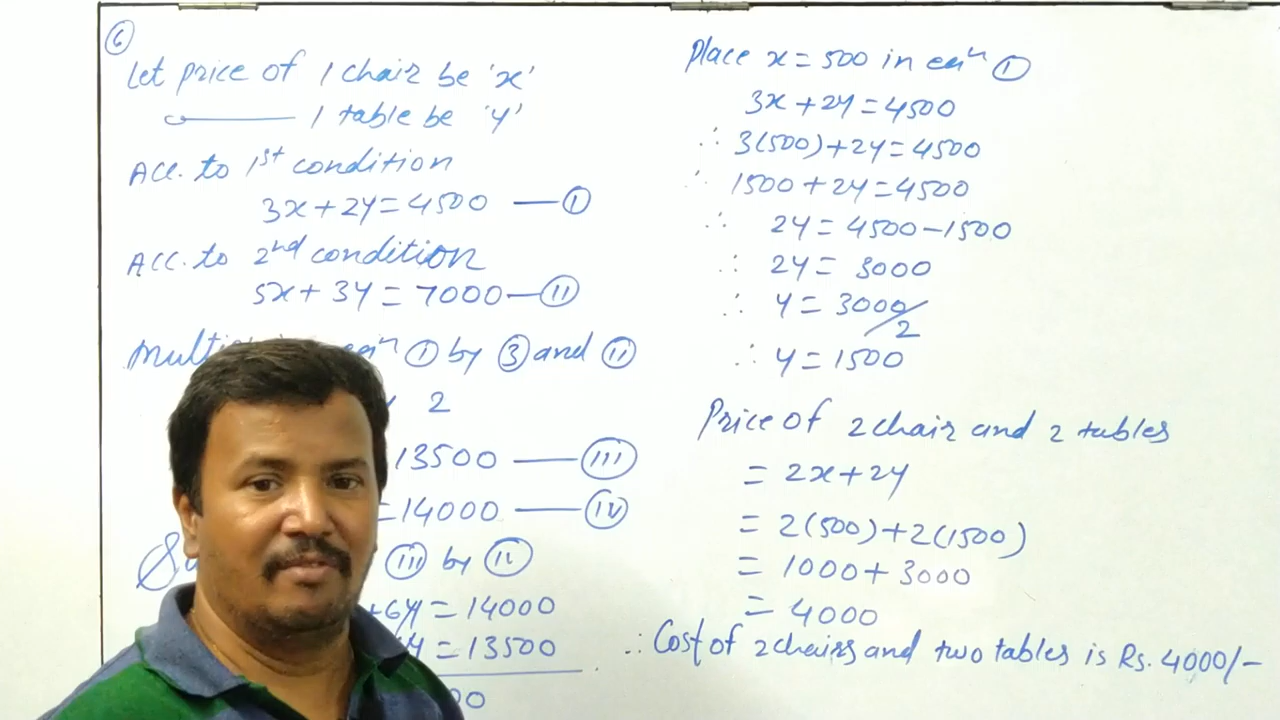 ⑥
Let price of 1 chair be 'x'
1 table be 'y'
Acc. to 1st condition
3x + 2y = 4500 — Ⓘ
Acc. to 2nd condition
5x + 3y = 7000 — Ⓘⓘ
eqn Ⓘ by ③ and Ⓘⓘ
2
13500 — ⓘⓘⓘ
= 14000 — ⓘⓥ
ⓘⓘⓘ by
+ 6y = 14000
y = 13500
Place x = 500 in eqn Ⓘ
3x + 2y = 4500
∴ 3(500) + 2y = 4500
∴ 1500 + 2y = 4500
∴ 2y = 4500 - 1500
∴ 2y = 3000
∴ y = 3000/2
∴ y = 1500
Price of 2 chair and 2 tables
= 2x + 2y
= 2(500) + 2(1500)
= 1000 + 3000
= 4000
∴ Cost of 2 chairs and two tables is Rs. 4000/-